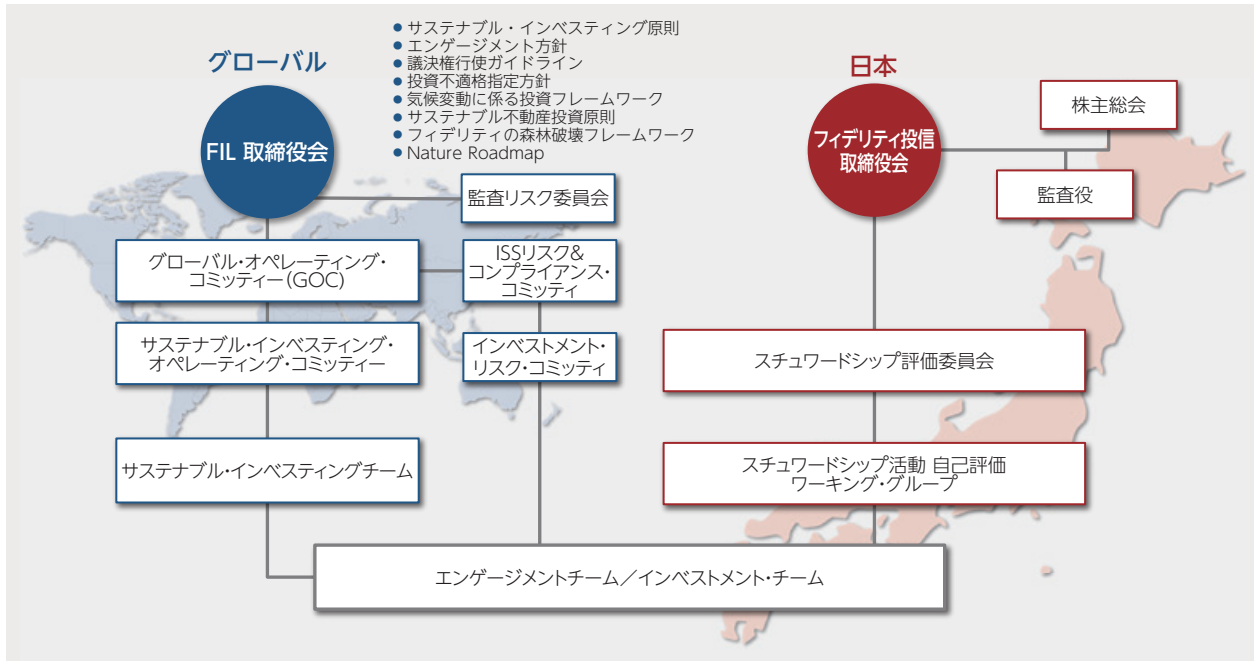 グローバル
FIL 取締役会
● サステナブル・インベスティング原則
● エンゲージメント方針
● 議決権行使ガイドライン
● 投資不適格指定方針
● 気候変動に係る投資フレームワーク
● サステナブル不動産投資原則
● フィデリティの森林破壊フレームワーク
● Nature Roadmap
監査リスク委員会
グローバル・オペレーティング・
コミッティー(GOC)
ISSリスク&
コンプライアンス・
コミッティ
サステナブル・インベスティング・
オペレーティング・コミッティー
インベストメント・
リスク・コミッティ
サステナブル・インベスティングチーム
日本
フィデリティ投信
取締役会
株主総会
監査役
スチュワードシップ評価委員会
スチュワードシップ活動 自己評価
ワーキング・グループ
エンゲージメントチーム／インベストメント・チーム